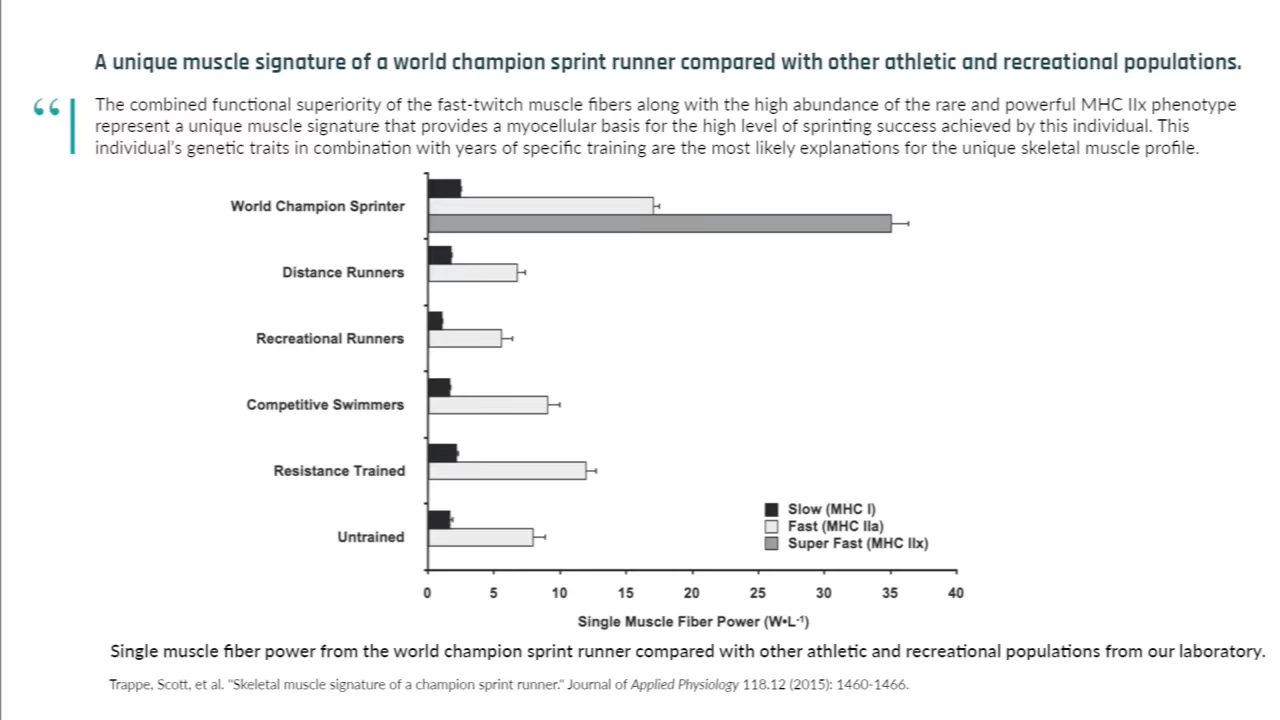 A unique muscle signature of a world champion sprint runner compared with other athletic and recreational populations.
“
The combined functional superiority of the fast-twitch muscle fibers along with the high abundance of the rare and powerful MHC IIx phenotype
represent a unique muscle signature that provides a myocellular basis for the high level of sprinting success achieved by this individual. This
individual's genetic traits in combination with years of specific training are the most likely explanations for the unique skeletal muscle profile.
World Champion Sprinter
Distance Runners
Recreational Runners
Competitive Swimmers
Resistance Trained
Untrained
Slow (MHC I)
Fast (MHC IIa)
Super Fast (MHC IIx)
0 5 10 15 20 25 30 35 40
Single Muscle Fiber Power (W•L⁻¹)
Single muscle fiber power from the world champion sprint runner compared with other athletic and recreational populations from our laboratory.
Trappe, Scott, et al. "Skeletal muscle signature of a champion sprint runner." Journal of Applied Physiology 118.12 (2015): 1460-1466.